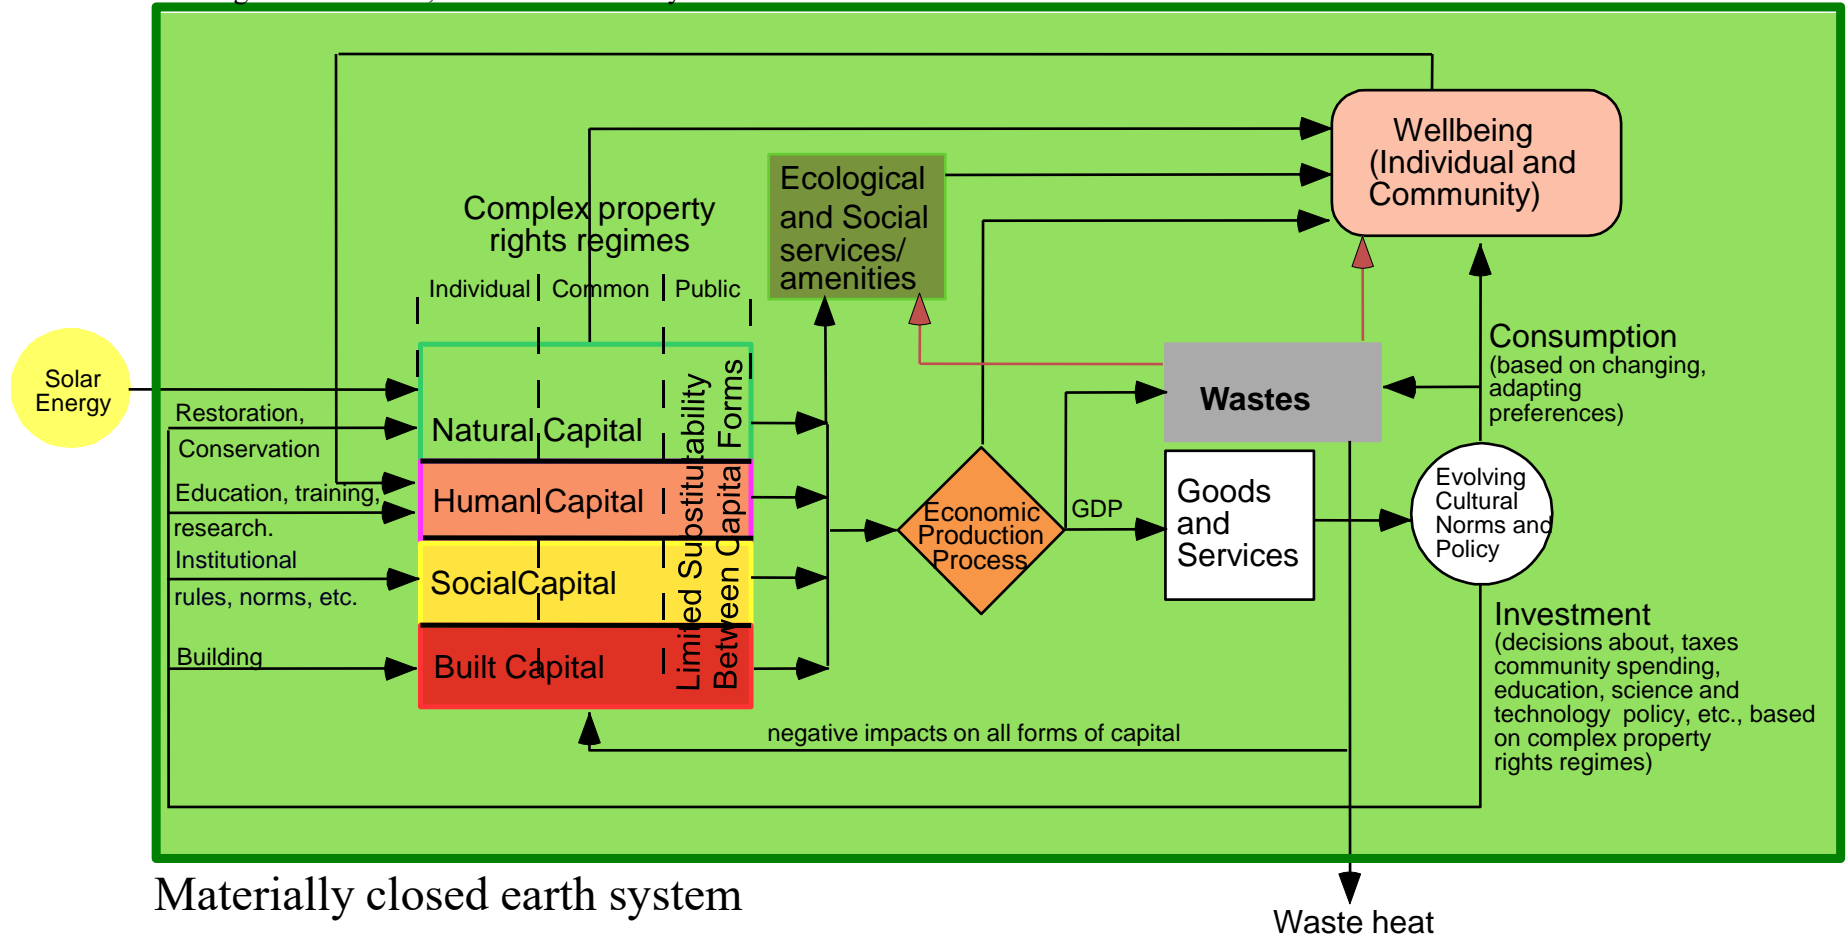 Wellbeing
(Individual and
Community)
Ecological
and Social
services/
amenities
Complex property
rights regimes
Individual
Common
Public
Solar
Energy
Restoration,
Conservation
Education, training,
research.
Institutional
rules, norms, etc.
Building
Natural Capital
Human Capital
SocialCapital
Built Capital
Limited Substitutability
Between Capital Forms
Economic
Production
Process
GDP
Wastes
Goods
and
Services
Evolving
Cultural
Norms and
Policy
Consumption
(based on changing,
adapting
preferences)
Investment
(decisions about, taxes
community spending,
education, science and
technology policy, etc., based
on complex property
rights regimes)
negative impacts on all forms of capital
Materially closed earth system
Waste heat